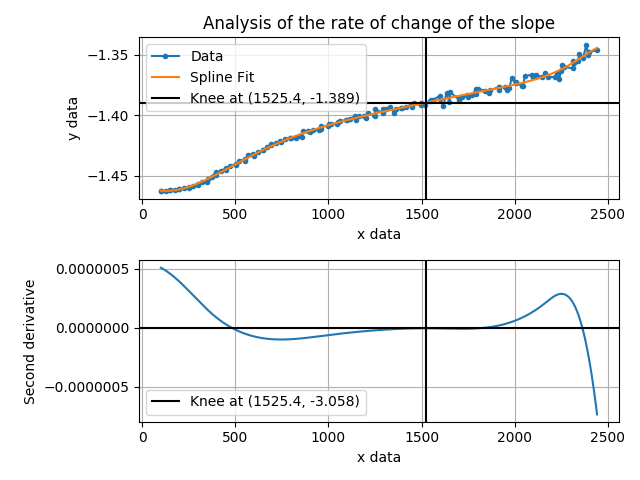 Analysis of the rate of change of the slope
−1.35
−1.40
−1.45
y data
Data
Spline Fit
Knee at (1525.4, -1.389)
0 500 1000 1500 2000 2500
x data
0.0000005
0.0000000
−0.0000005
Second derivative
Knee at (1525.4, -3.058)
0 500 1000 1500 2000 2500
x data